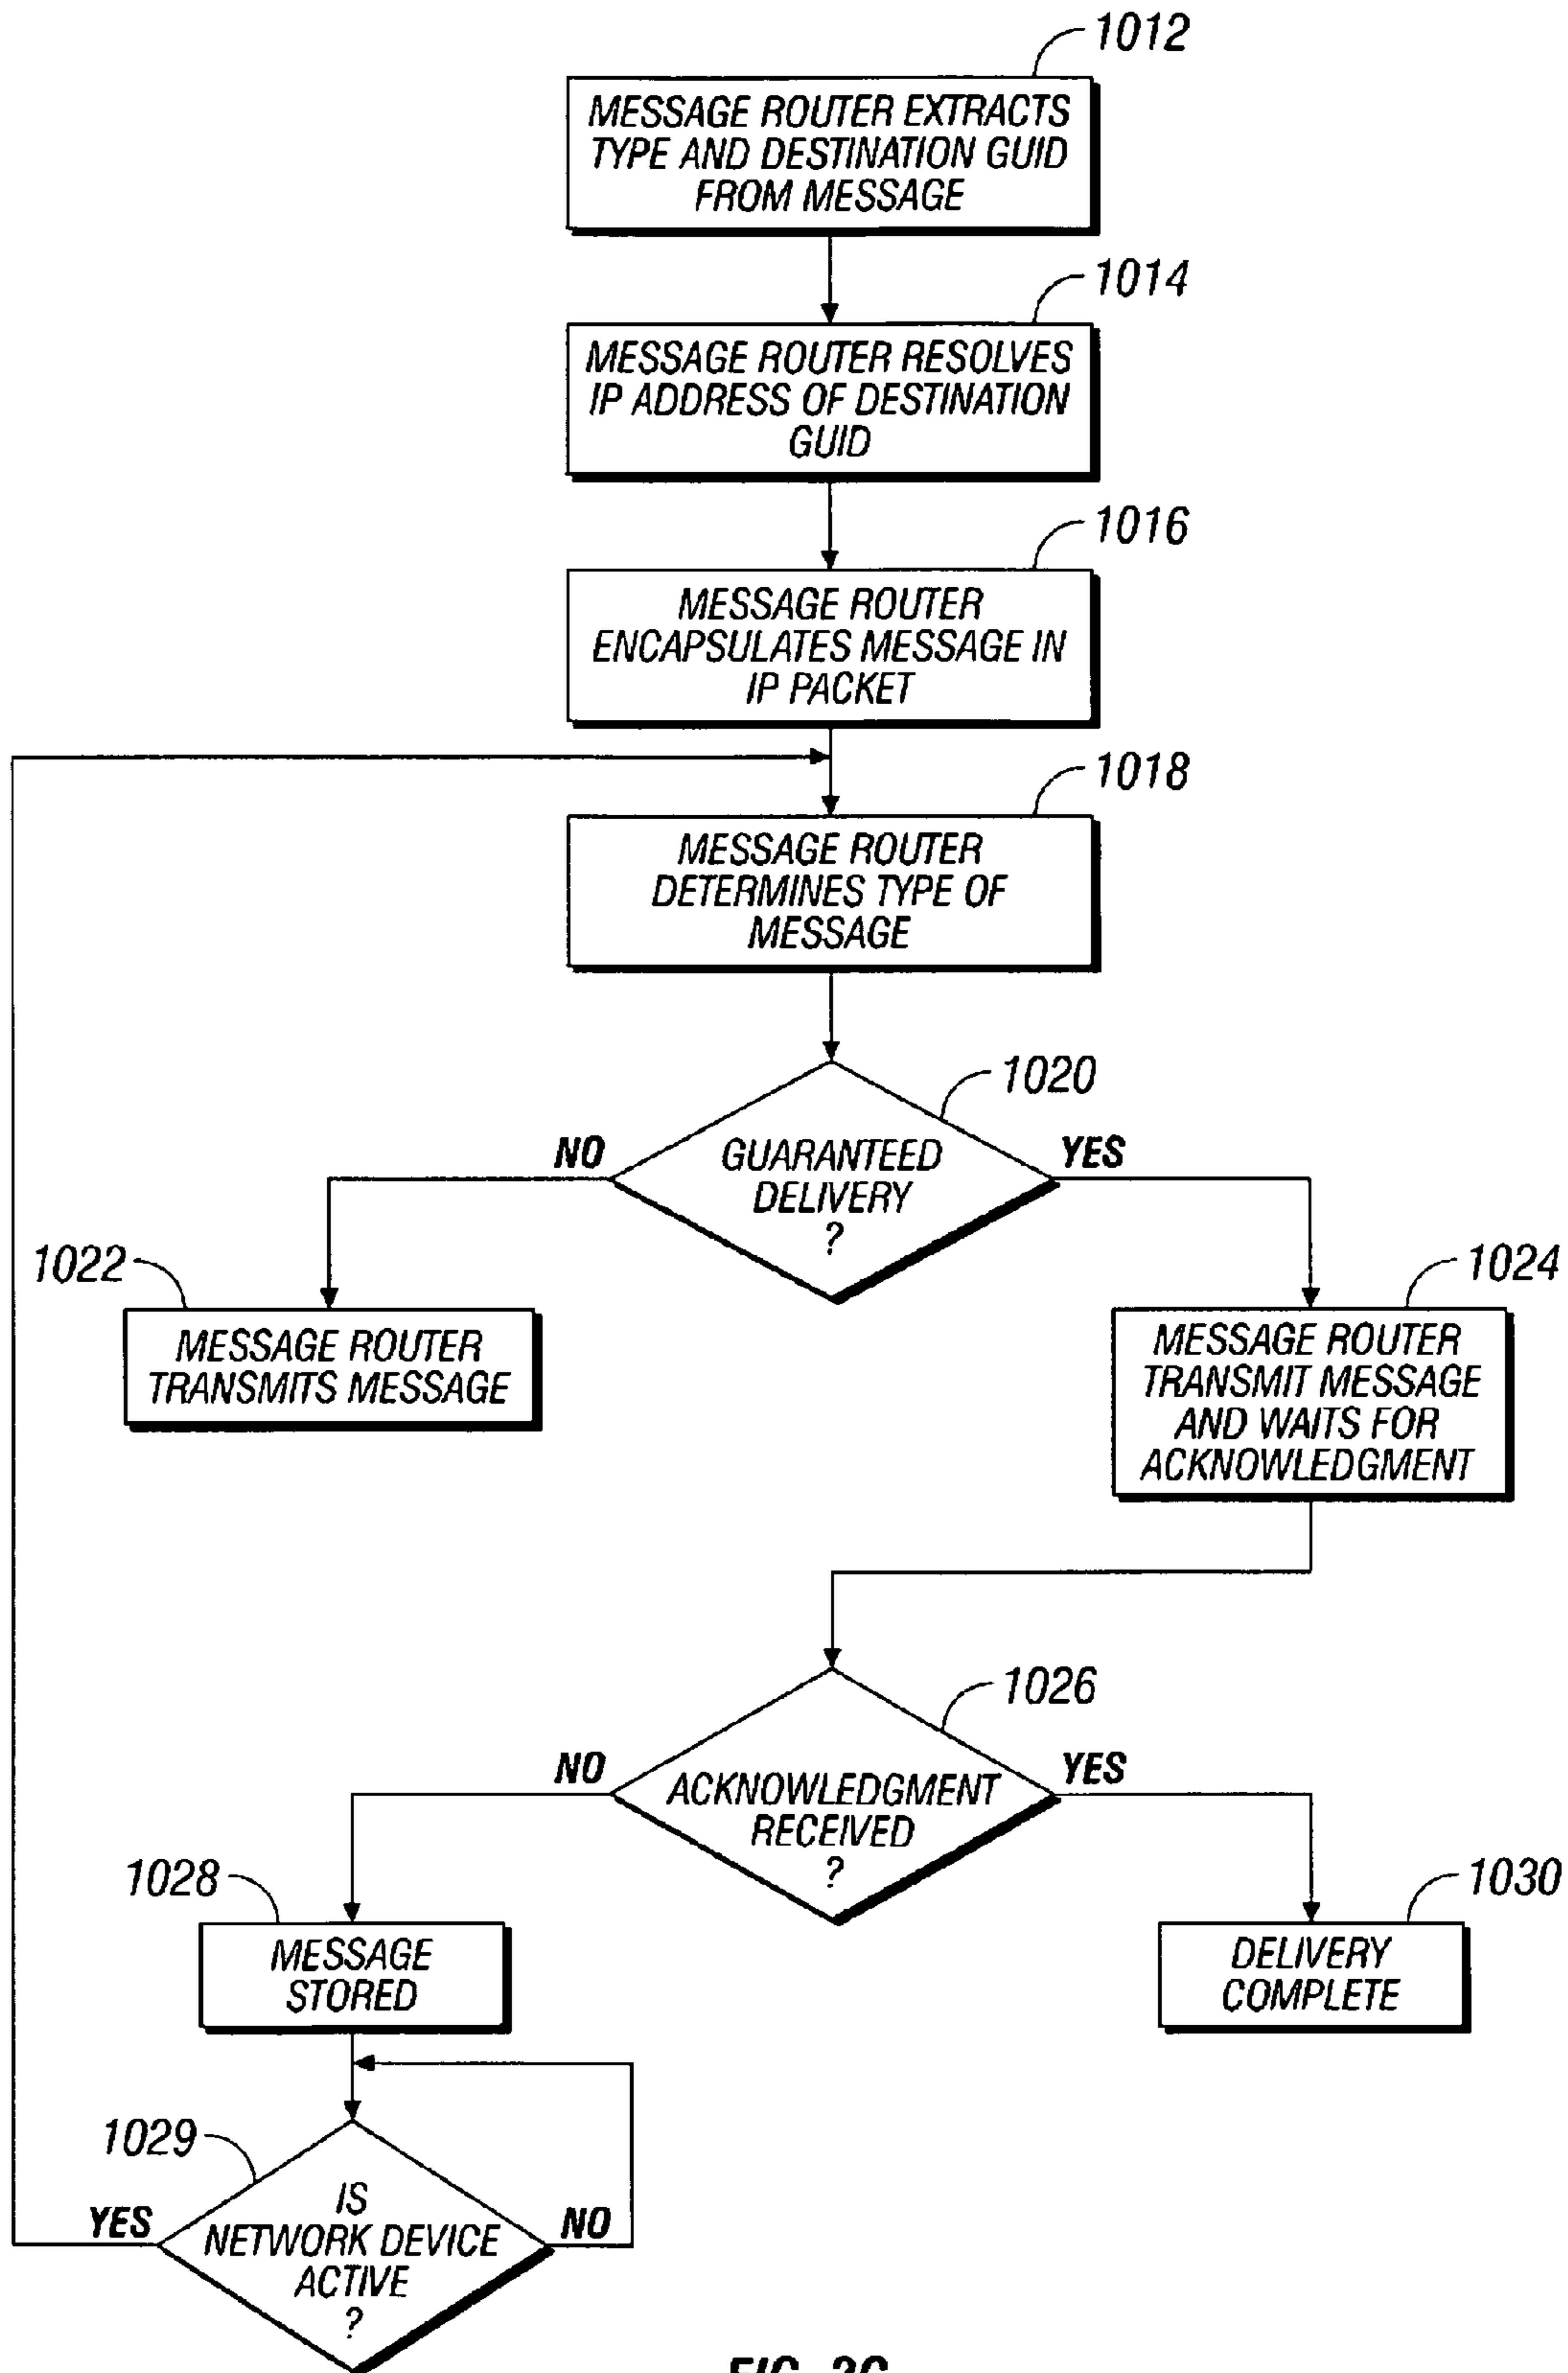 1012
MESSAGE ROUTER EXTRACTS
TYPE AND DESTINATION GUID
FROM MESSAGE
1014
MESSAGE ROUTER RESOLVES
IP ADDRESS OF DESTINATION
GUID
1016
MESSAGE ROUTER
ENCAPSULATES MESSAGE IN
IP PACKET
1018
MESSAGE ROUTER
DETERMINES TYPE OF
MESSAGE
1020
NO
GUARANTEED
DELIVERY
?
YES
1022
MESSAGE ROUTER
TRANSMITS MESSAGE
1024
MESSAGE ROUTER
TRANSMIT MESSAGE
AND WAITS FOR
ACKNOWLEDGMENT
1026
NO
ACKNOWLEDGMENT
RECEIVED
?
YES
1028
MESSAGE
STORED
1030
DELIVERY
COMPLETE
1029
YES
IS
NETWORK DEVICE
ACTIVE
?
NO